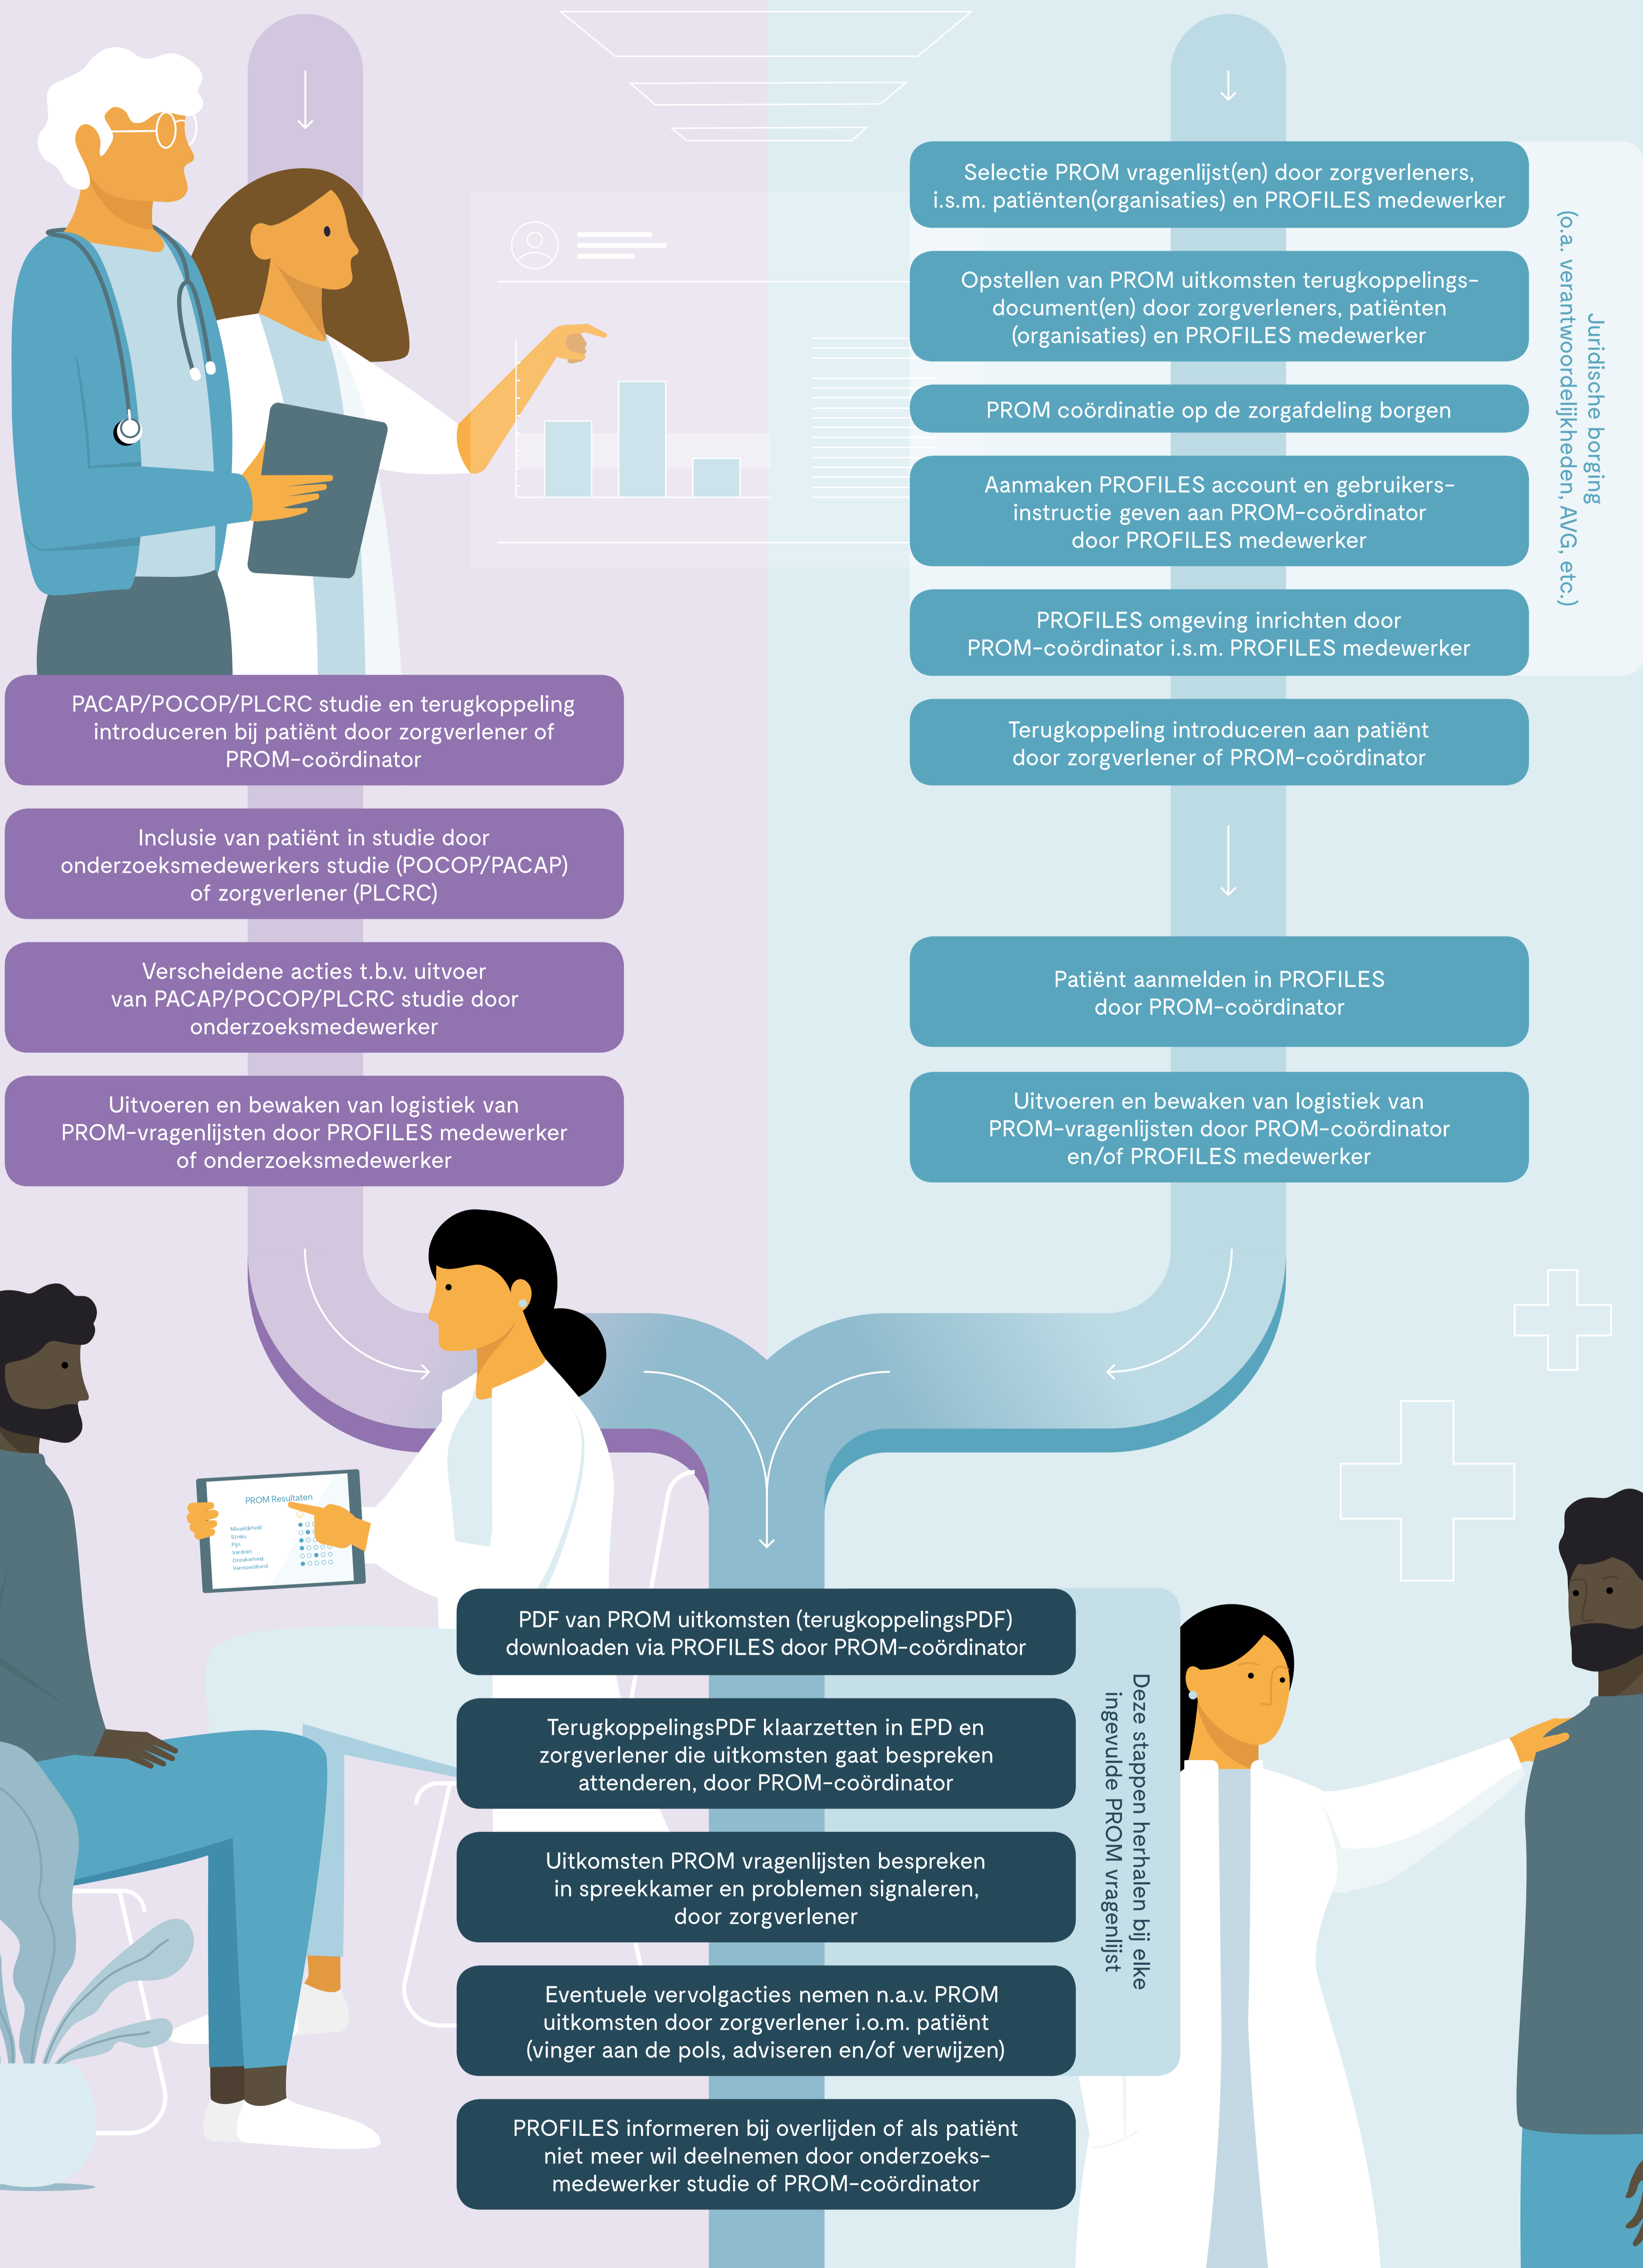 Selectie PROM vragenlijst(en) door zorgverleners,
i.s.m. patiënten(organisaties) en PROFILES medewerker
Opstellen van PROM uitkomsten terugkoppelings-
document(en) door zorgverleners, patiënten
(organisaties) en PROFILES medewerker
PROM coördinatie op de zorgafdeling borgen
Aanmaken PROFILES account en gebruikers-
instructie geven aan PROM-coördinator
door PROFILES medewerker
PROFILES omgeving inrichten door
PROM-coördinator i.s.m. PROFILES medewerker
Juridische borging
(o.a. verantwoordelijkheden, AVG, etc.)
Terugkoppeling introduceren aan patiënt
door zorgverlener of PROM-coördinator
Patiënt aanmelden in PROFILES
door PROM-coördinator
Uitvoeren en bewaken van logistiek van
PROM-vragenlijsten door PROM-coördinator
en/of PROFILES medewerker
PACAP/POCOP/PLCRC studie en terugkoppeling
introduceren bij patiënt door zorgverlener of
PROM-coördinator
Inclusie van patiënt in studie door
onderzoeksmedewerkers studie (POCOP/PACAP)
of zorgverlener (PLCRC)
Verscheidene acties t.b.v. uitvoer
van PACAP/POCOP/PLCRC studie door
onderzoeksmedewerker
Uitvoeren en bewaken van logistiek van
PROM-vragenlijsten door PROFILES medewerker
of onderzoeksmedewerker
PROM Resultaten
Misselijkheid
Stress
Pijn
Verdriet
Onzekerheid
Vermoeidheid
PDF van PROM uitkomsten (terugkoppelingsPDF)
downloaden via PROFILES door PROM-coördinator
TerugkoppelingsPDF klaarzetten in EPD en
zorgverlener die uitkomsten gaat bespreken
attenderen, door PROM-coördinator
Uitkomsten PROM vragenlijsten bespreken
in spreekkamer en problemen signaleren,
door zorgverlener
Eventuele vervolgacties nemen n.a.v. PROM
uitkomsten door zorgverlener i.o.m. patiënt
(vinger aan de pols, adviseren en/of verwijzen)
Deze stappen herhalen bij elke
ingevulde PROM vragenlijst
PROFILES informeren bij overlijden of als patiënt
niet meer wil deelnemen door onderzoeks-
medewerker studie of PROM-coördinator